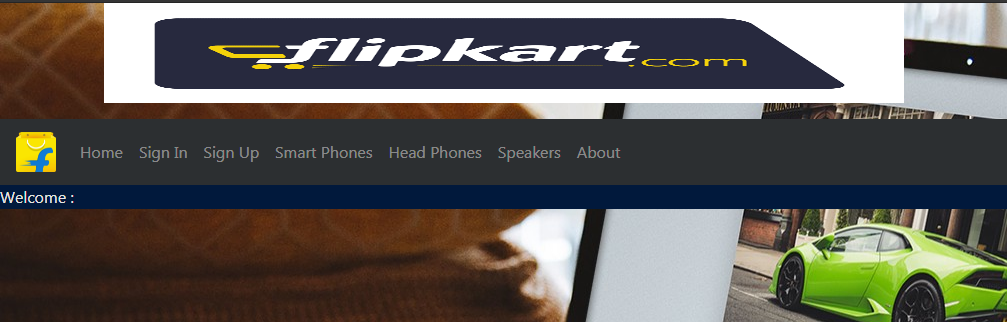 flipkart.com
f
Home Sign In Sign Up Smart Phones Head Phones Speakers About
Welcome :